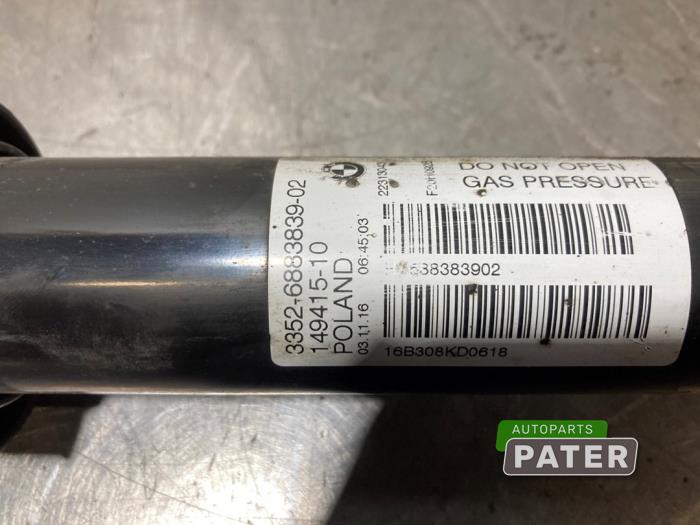 3352-6883839-02
149415-10
POLAND
03.11.16 06:45:03
DO NOT OPEN
GAS PRESSURE
16B308KD0618
AUTOPARTS
PATER